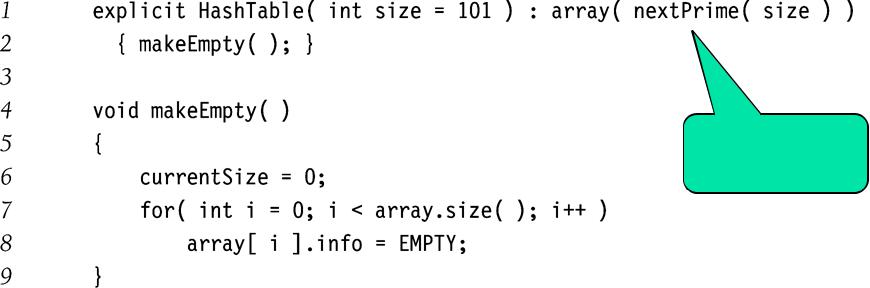 1 explicit HashTable( int size = 101 ) : array( nextPrime( size ) )
2 { makeEmpty( ); }
3
4 void makeEmpty( )
5 {
6 currentSize = 0;
7 for( int i = 0; i < array.size( ); i++ )
8 array[ i ].info = EMPTY;
9 }